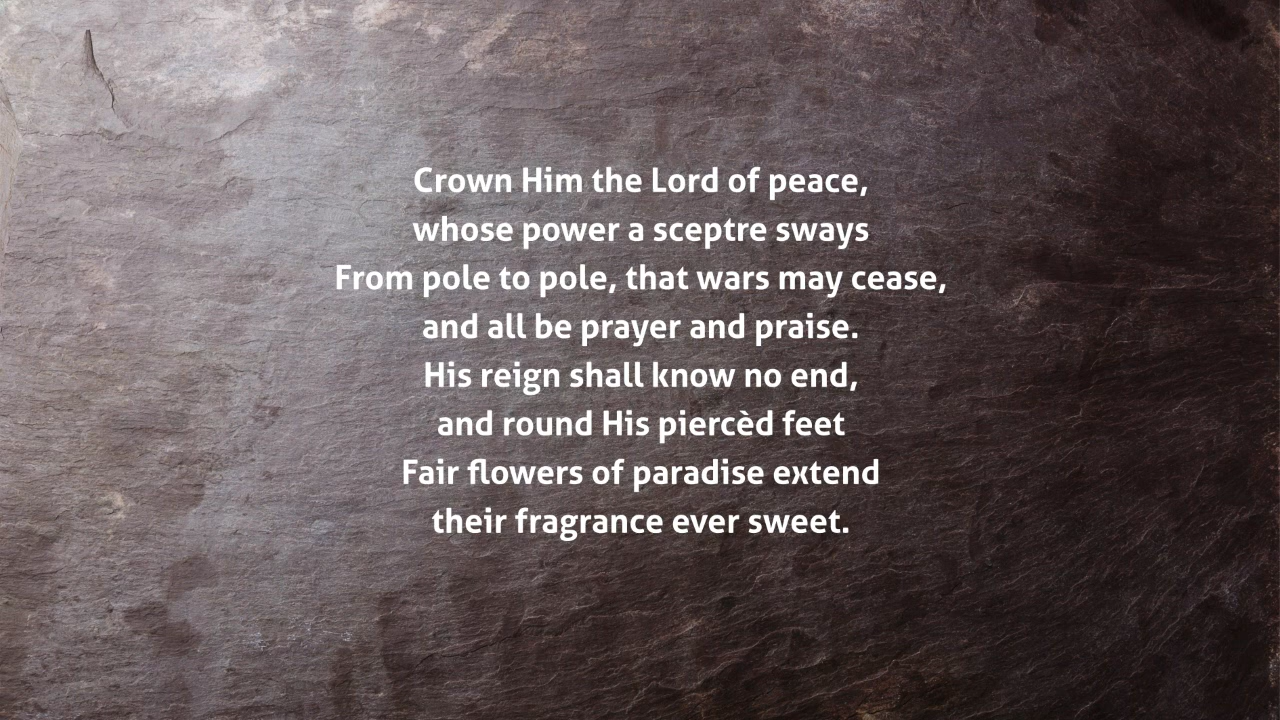 Crown Him the Lord of peace,
whose power a sceptre sways
From pole to pole, that wars may cease,
and all be prayer and praise.
His reign shall know no end,
and round His piercèd feet
Fair flowers of paradise extend
their fragrance ever sweet.